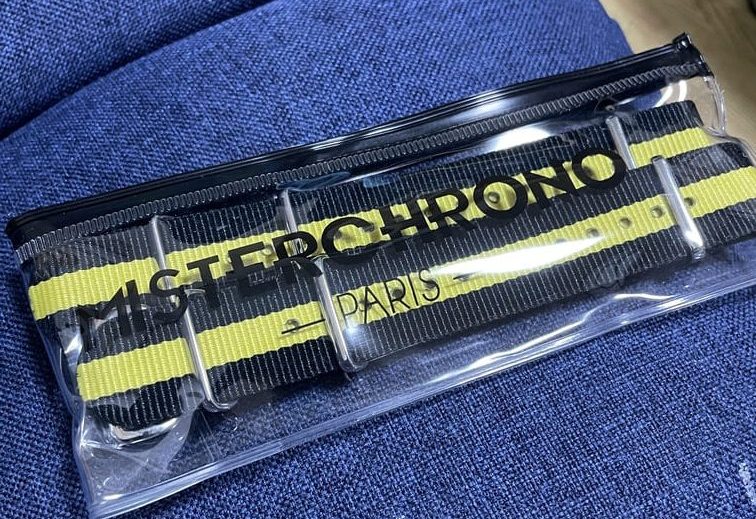 MISTERCHRONO
— PARIS —